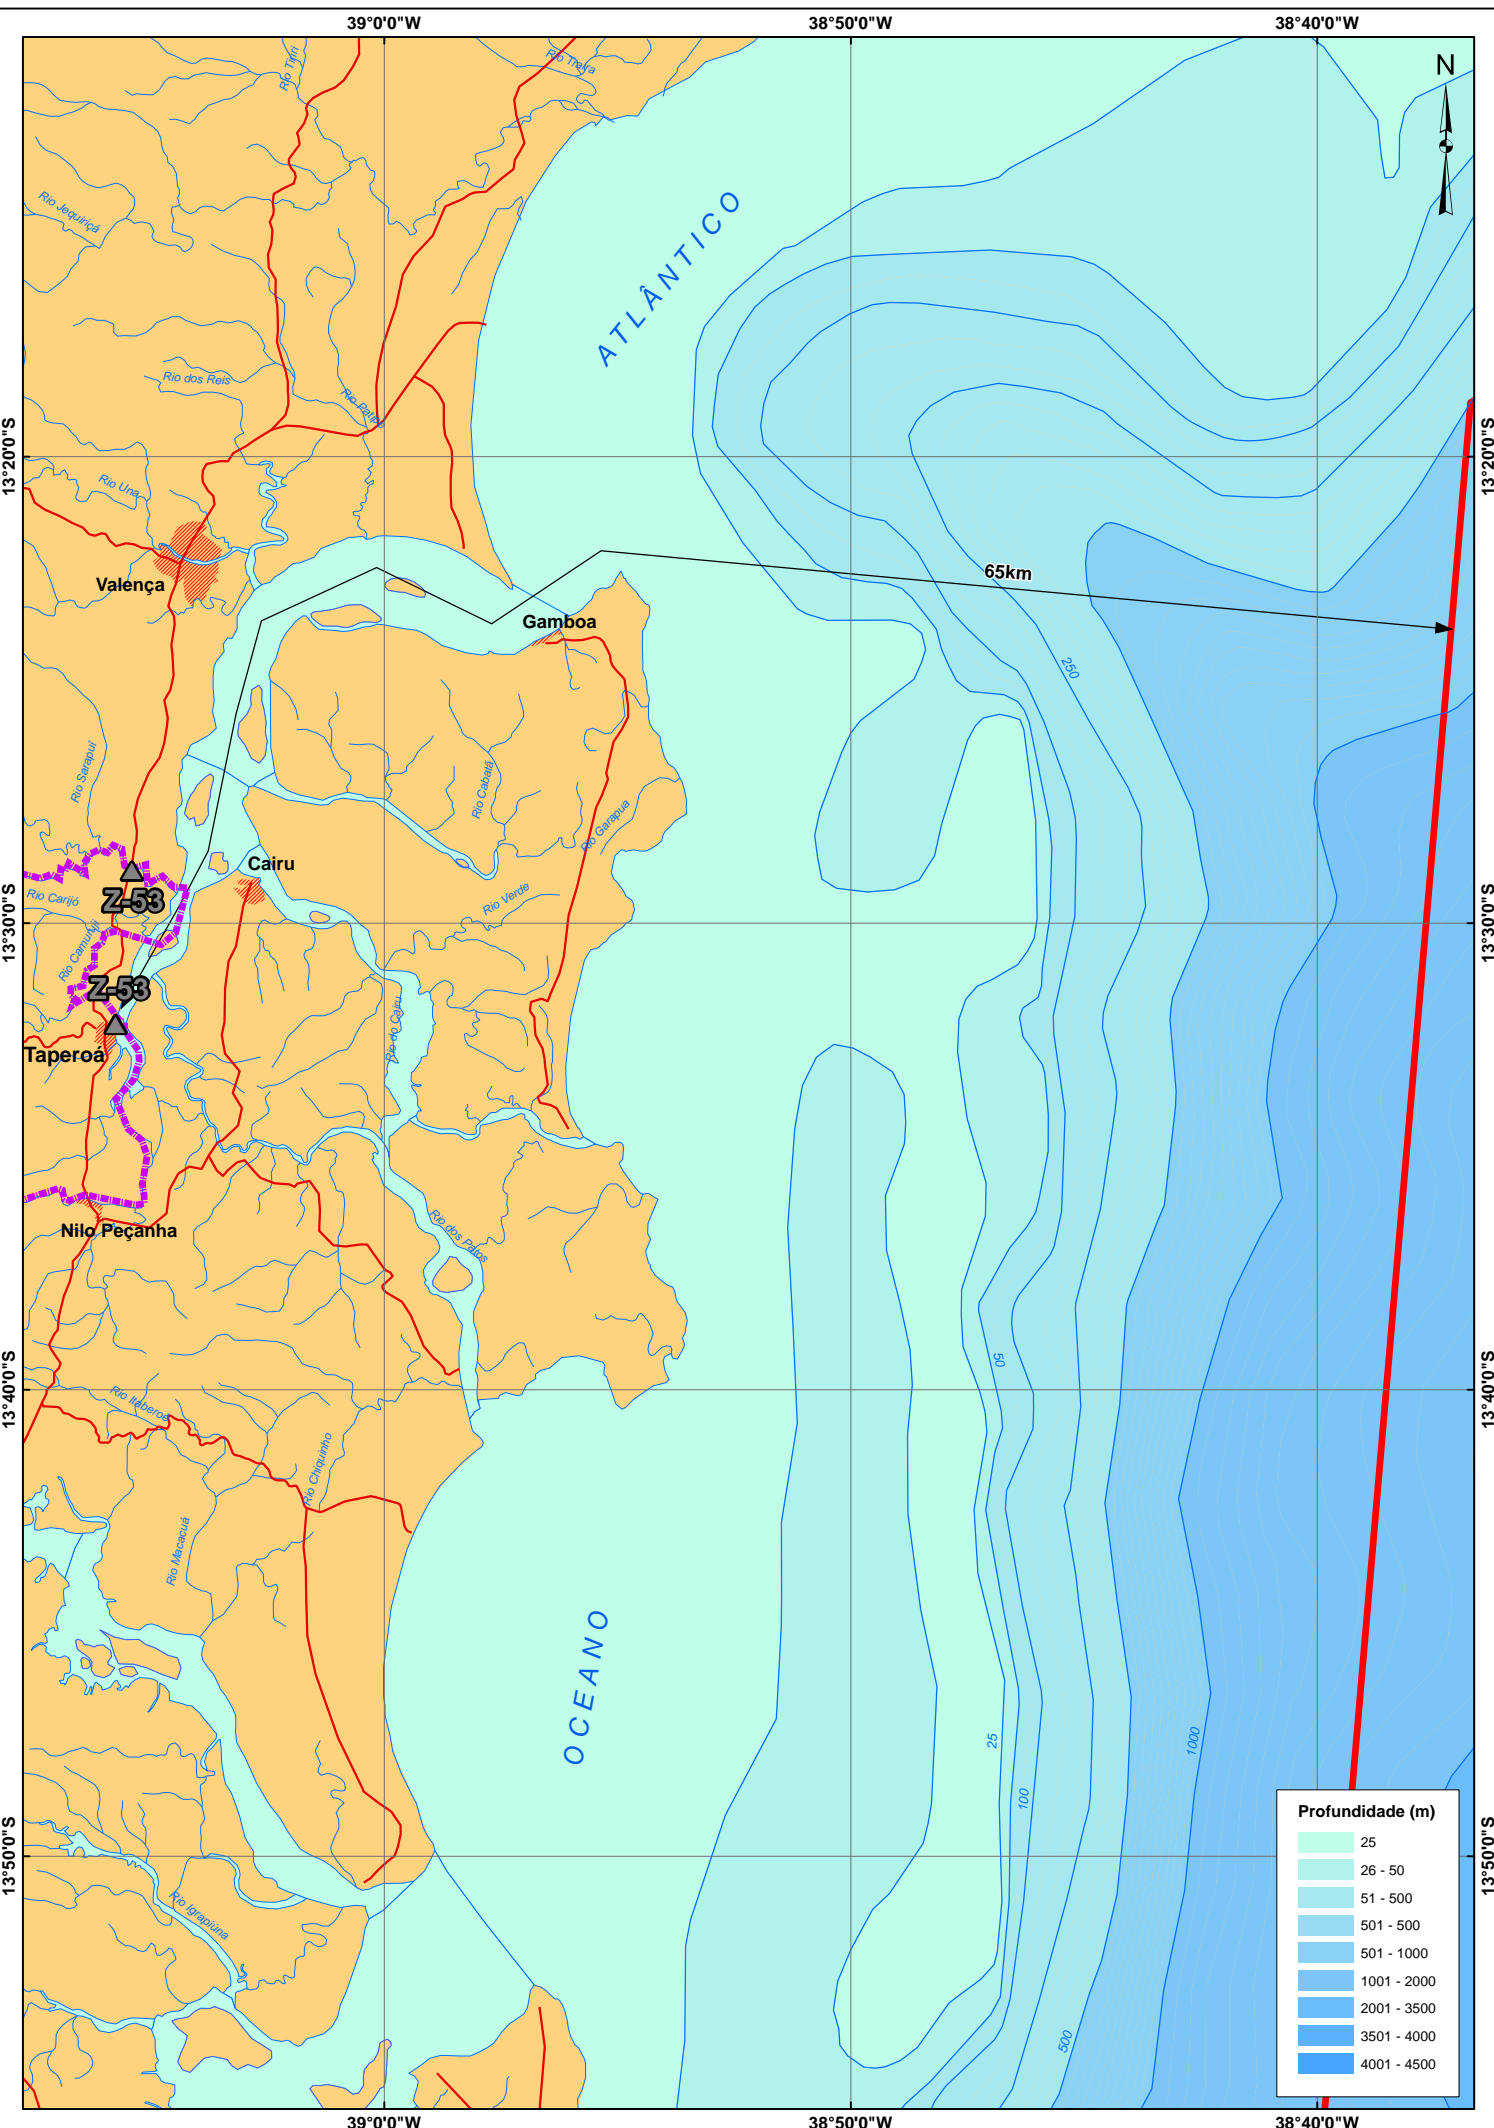 39°0'0"W
38°50'0"W
38°40'0"W
N
Rio Tiriri
Rio Traíra
Rio Jequiriçá
ATLÂNTICO
Rio dos Reis
Rio Patipe
13°20'0"S
13°20'0"S
Rio Una
Valença
65km
Gamboa
250
Rio Sarapuí
Rio Cabatã
Rio Garapua
Cairu
Rio Carijó
Z-53
Rio Verde
13°30'0"S
13°30'0"S
Rio Camuruji
Z-53
Rio do Cairu
Taperoá
Nilo Peçanha
Rio dos Patos
50
13°40'0"S
13°40'0"S
Rio Itaberoê
Rio Chiquinho
Rio Macacuá
OCEANO
25
1000
100
Profundidade (m)
25
26 - 50
51 - 500
501 - 500
501 - 1000
1001 - 2000
2001 - 3500
3501 - 4000
4001 - 4500
13°50'0"S
13°50'0"S
Rio Igrapiúna
500
39°0'0"W
38°50'0"W
38°40'0"W